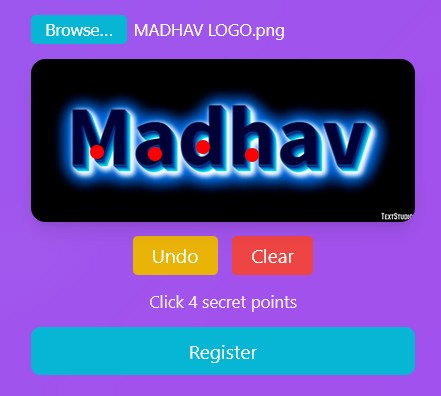 Browse... MADHAV LOGO.png
Madhav
TEXTSTUDIO
Undo Clear
Click 4 secret points
Register